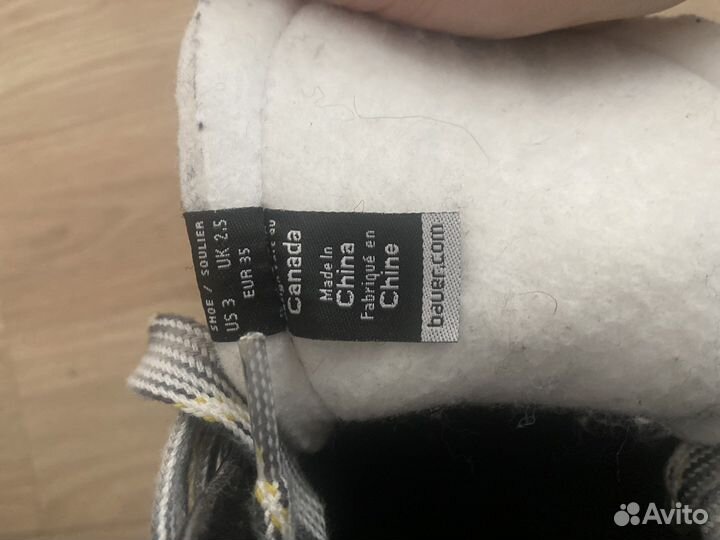 SHOE / SOULIER
US 3 UK 2.5
EUR 35
Canada
Made In
China
Fabriqué en
Chine
bauer.com
Avito